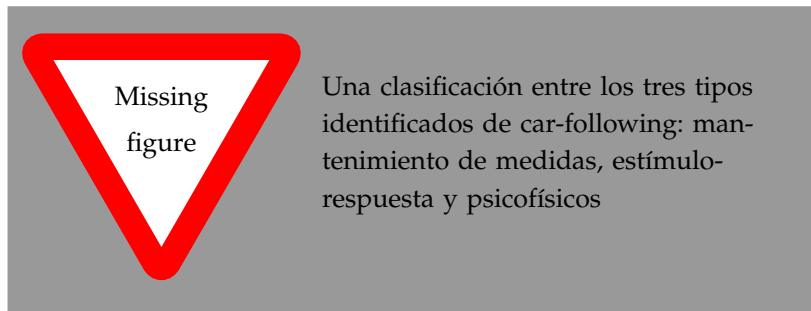 Missing
figure
Una clasificación entre los tres tipos
identificados de car-following: man-
tenimiento de medidas, estímulo-
respuesta y psicofísicos